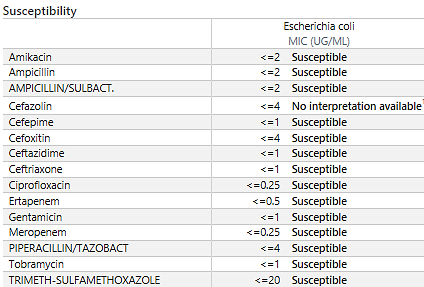 Susceptibility
Escherichia coli
MIC (UG/ML)
Amikacin <=2 Susceptible
Ampicillin <=2 Susceptible
AMPICILLIN/SULBACT. <=2 Susceptible
Cefazolin <=4 No interpretation available
Cefepime <=1 Susceptible
Cefoxitin <=4 Susceptible
Ceftazidime <=1 Susceptible
Ceftriaxone <=1 Susceptible
Ciprofloxacin <=0.25 Susceptible
Ertapenem <=0.5 Susceptible
Gentamicin <=1 Susceptible
Meropenem <=0.25 Susceptible
PIPERACILLIN/TAZOBACT <=4 Susceptible
Tobramycin <=1 Susceptible
TRIMETH-SULFAMETHOXAZOLE <=20 Susceptible